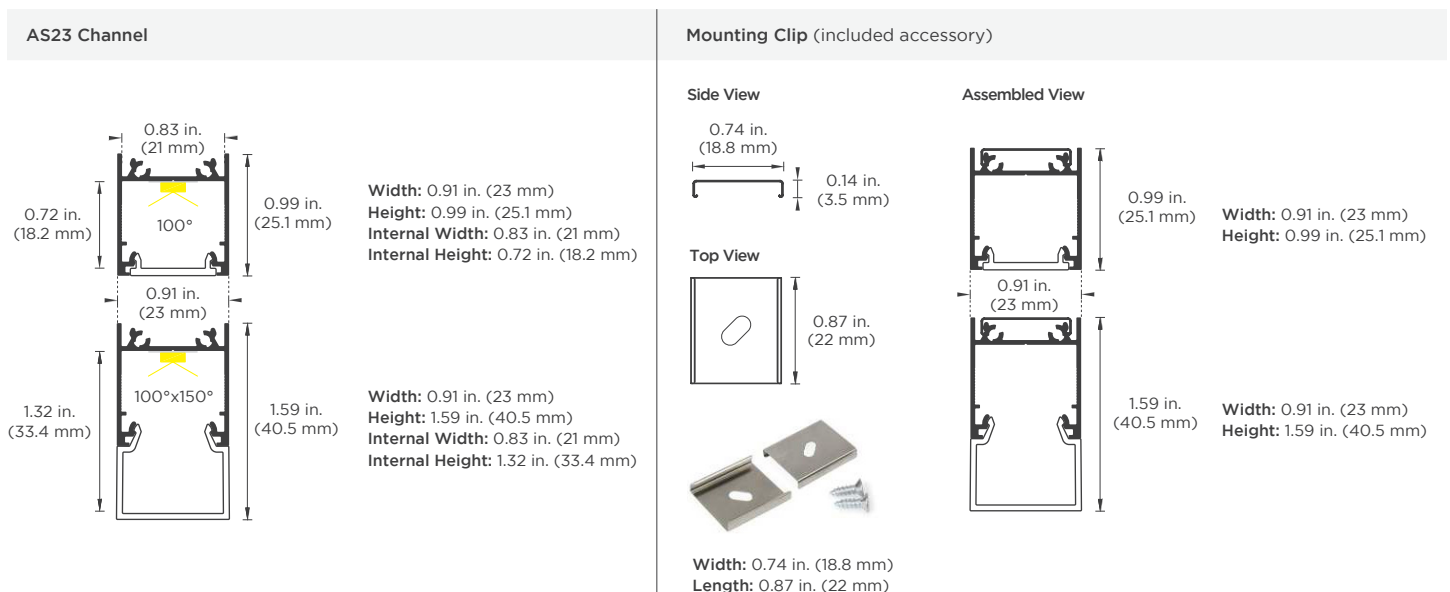 AS23 Channel
0.83 in.
(21 mm)
0.72 in.
(18.2 mm)
100°
0.99 in.
(25.1 mm)
Width: 0.91 in. (23 mm)
Height: 0.99 in. (25.1 mm)
Internal Width: 0.83 in. (21 mm)
Internal Height: 0.72 in. (18.2 mm)
0.91 in.
(23 mm)
1.32 in.
(33.4 mm)
100°x150°
1.59 in.
(40.5 mm)
Width: 0.91 in. (23 mm)
Height: 1.59 in. (40.5 mm)
Internal Width: 0.83 in. (21 mm)
Internal Height: 1.32 in. (33.4 mm)
Mounting Clip (included accessory)
Side View
0.74 in.
(18.8 mm)
0.14 in.
(3.5 mm)
Top View
0.87 in.
(22 mm)
Width: 0.74 in. (18.8 mm)
Length: 0.87 in. (22 mm)
Assembled View
0.99 in.
(25.1 mm)
Width: 0.91 in. (23 mm)
Height: 0.99 in. (25.1 mm)
0.91 in.
(23 mm)
1.59 in.
(40.5 mm)
Width: 0.91 in. (23 mm)
Height: 1.59 in. (40.5 mm)